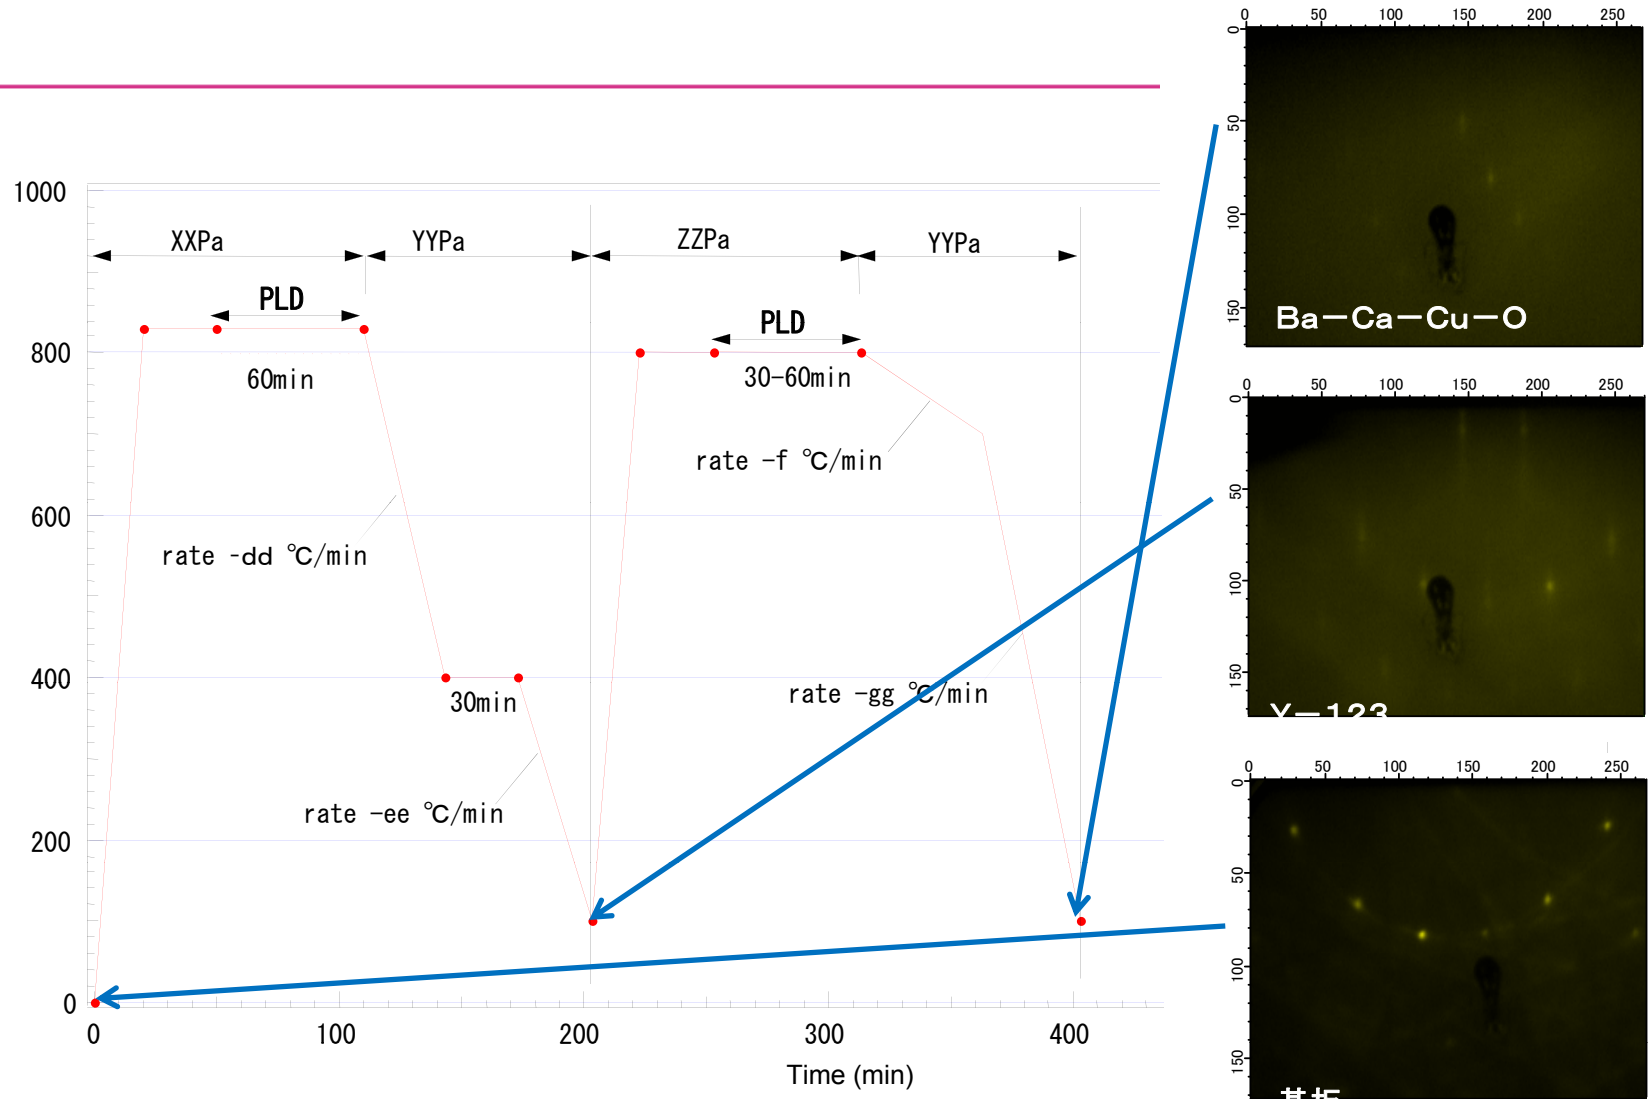 1000
800
600
400
200
0
XXPa
YYPa
ZZPa
YYPa
PLD
60min
PLD
30-60min
rate -f ℃/min
rate -dd ℃/min
30min
rate -gg ℃/min
rate -ee ℃/min
0 100 200 300 400
Time (min)
0 50 100 150 200 250
0
50
100
150
Ba－Ca－Cu－O
0 50 100 150 200 250
0
50
100
150
Y－123
0 50 100 150 200 250
0
50
100
150
基板